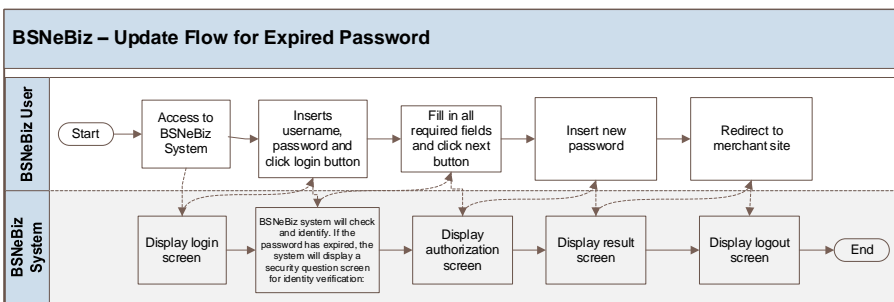 BSNeBiz – Update Flow for Expired Password
BSNeBiz User
Start
Access to
BSNeBiz
System
Inserts
username,
password and
click login button
Fill in all
required fields
and click next
button
Insert new
password
Redirect to
merchant site
BSNeBiz
System
Display login
screen
BSNeBiz system will check
and identify. If the
password has expired, the
system will display a
security question screen
for identity verification:
Display
authorization
screen
Display result
screen
Display logout
screen
End